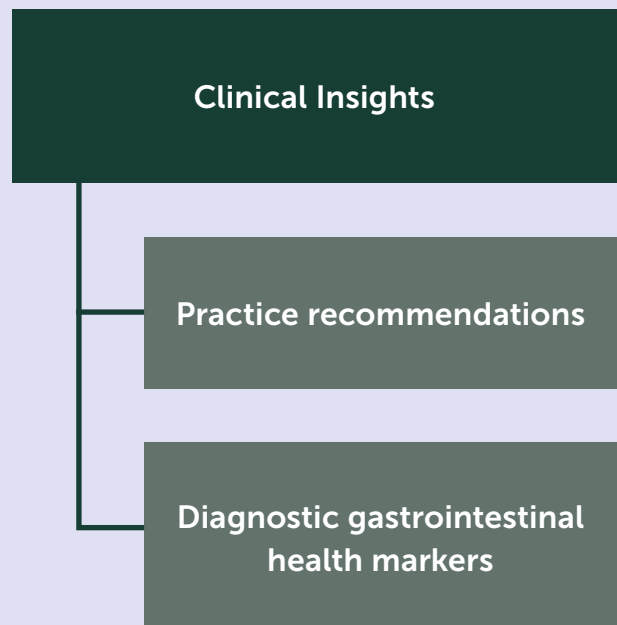 Clinical Insights
Practice recommendations
Diagnostic gastrointestinal
health markers